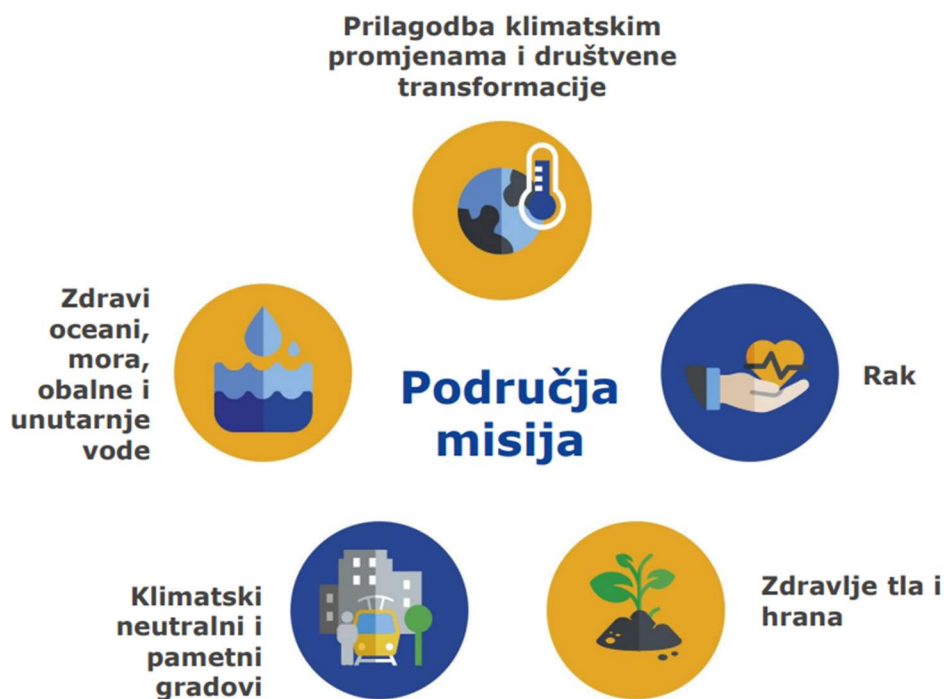 Prilagodba klimatskim
promjenama i društvene
transformacije
Zdravi
oceani,
mora,
obalne i
unutarnje
vode
Područja
misija
Rak
Klimatski
neutralni i
pametni
gradovi
Zdravlje tla i
hrana